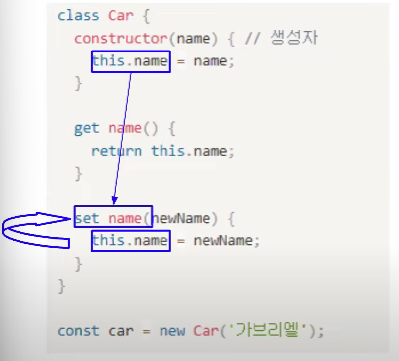 class Car {
constructor(name) { // 생성자
this.name = name;
}
get name() {
return this.name;
}
set name(newName) {
this.name = newName;
}
}
const car = new Car('가브리엘');